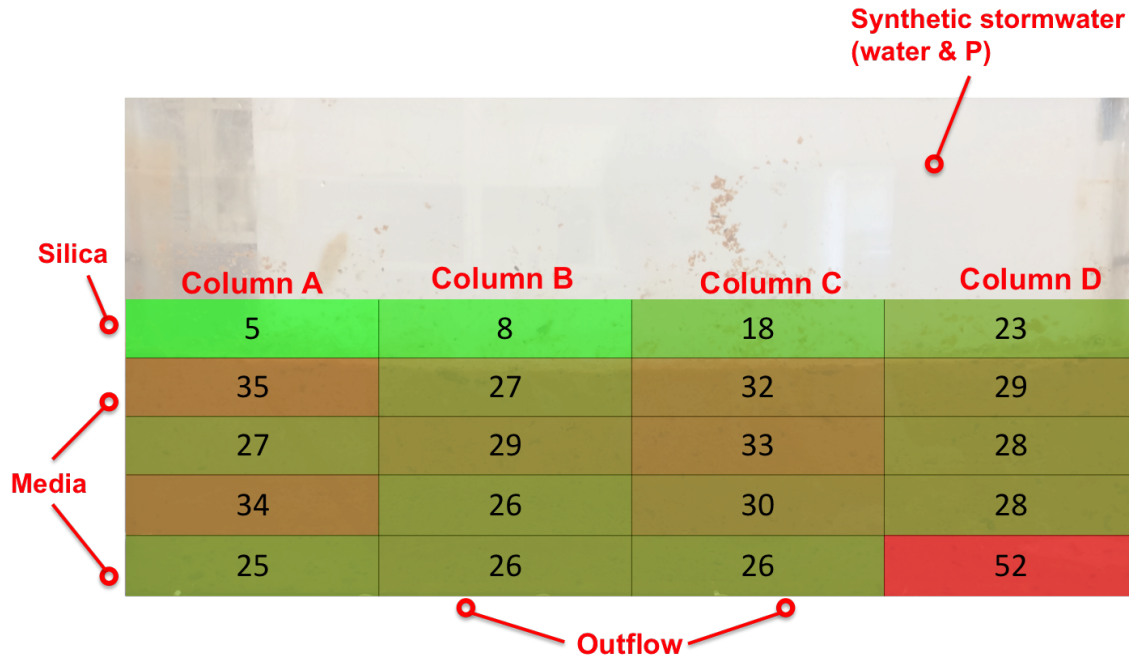 Synthetic stormwater
(water & P)
Silica
Column A Column B Column C Column D
5 8 18 23
35 27 32 29
27 29 33 28
Media
34 26 30 28
25 26 26 52
Outflow